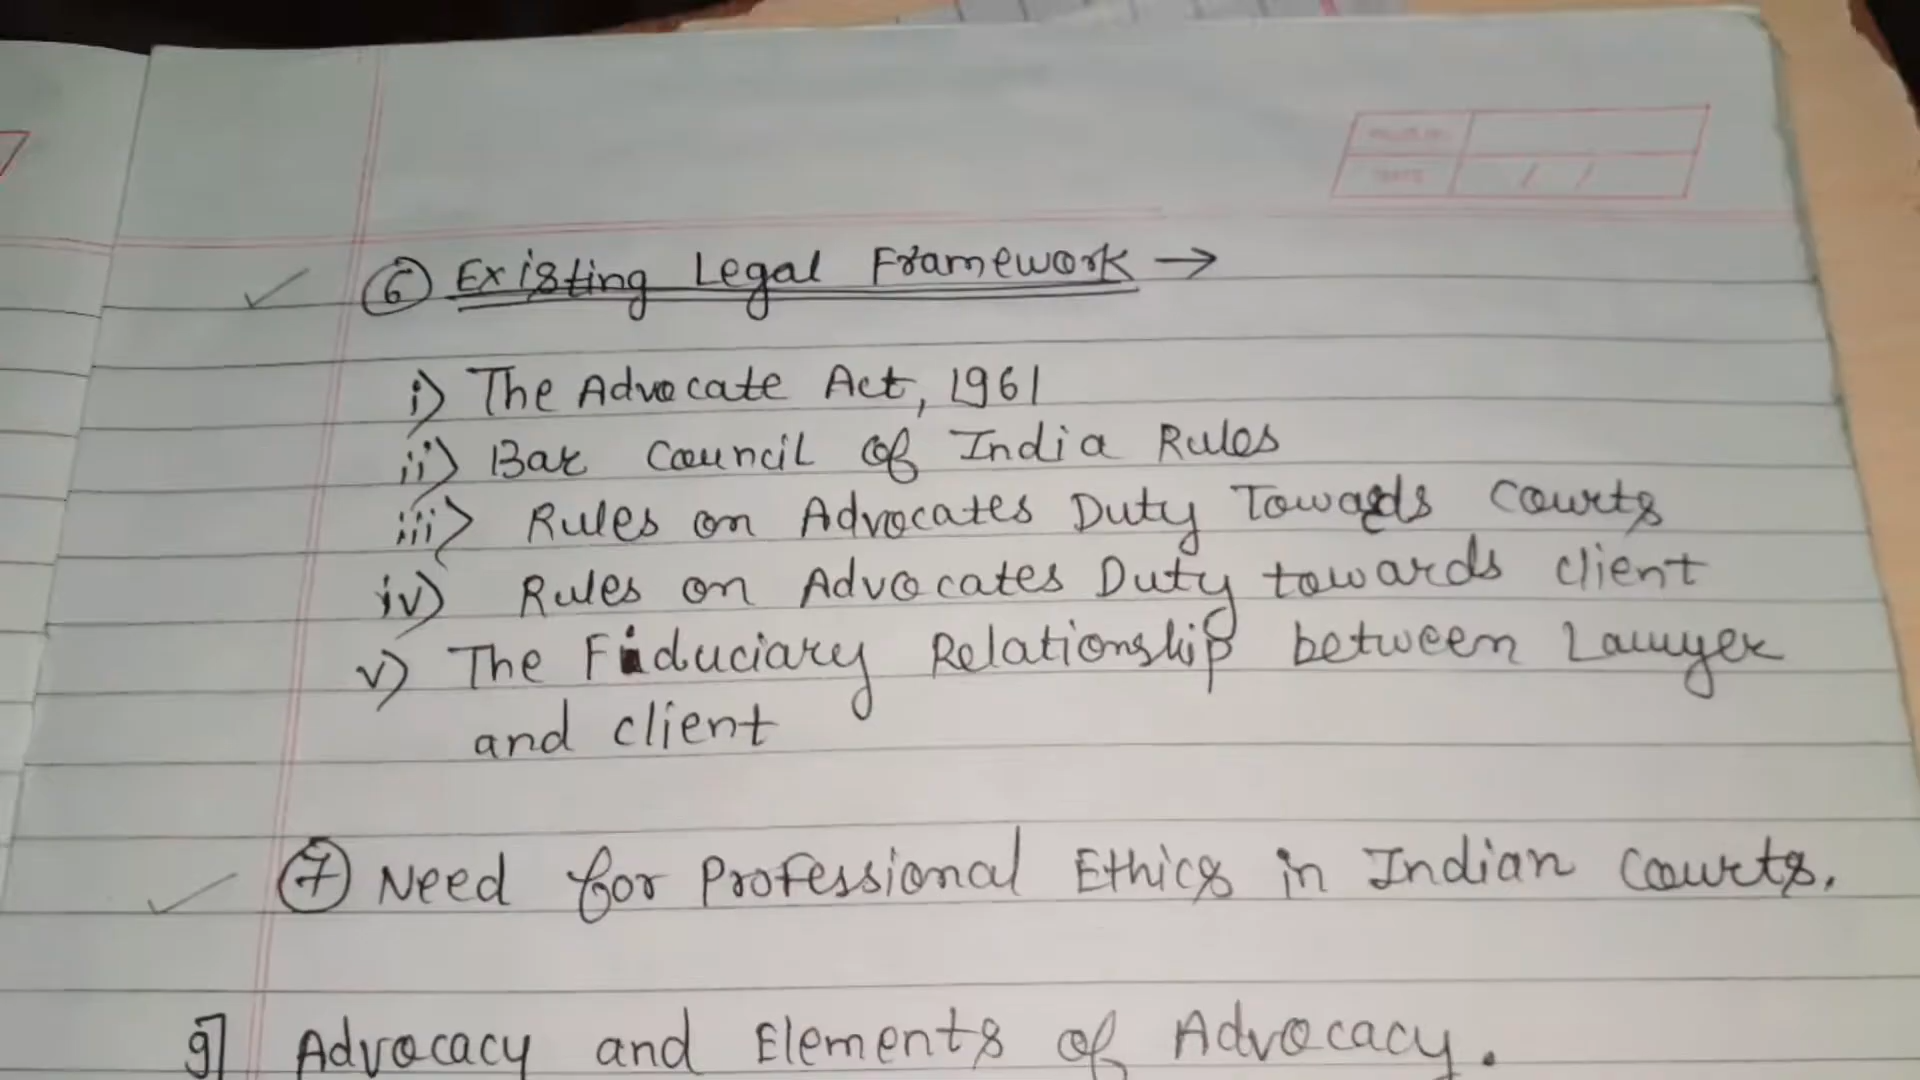 ⑥ Existing Legal Framework →
i) The Advocate Act, 1961
ii) Bar Council of India Rules
iii) Rules on Advocates Duty Towards Courts
iv) Rules on Advocates Duty towards client
v) The Fiduciary Relationship between Lawyer
and client
⑦ Need for Professional Ethics in Indian Courts.
g] Advocacy and Elements of Advocacy.